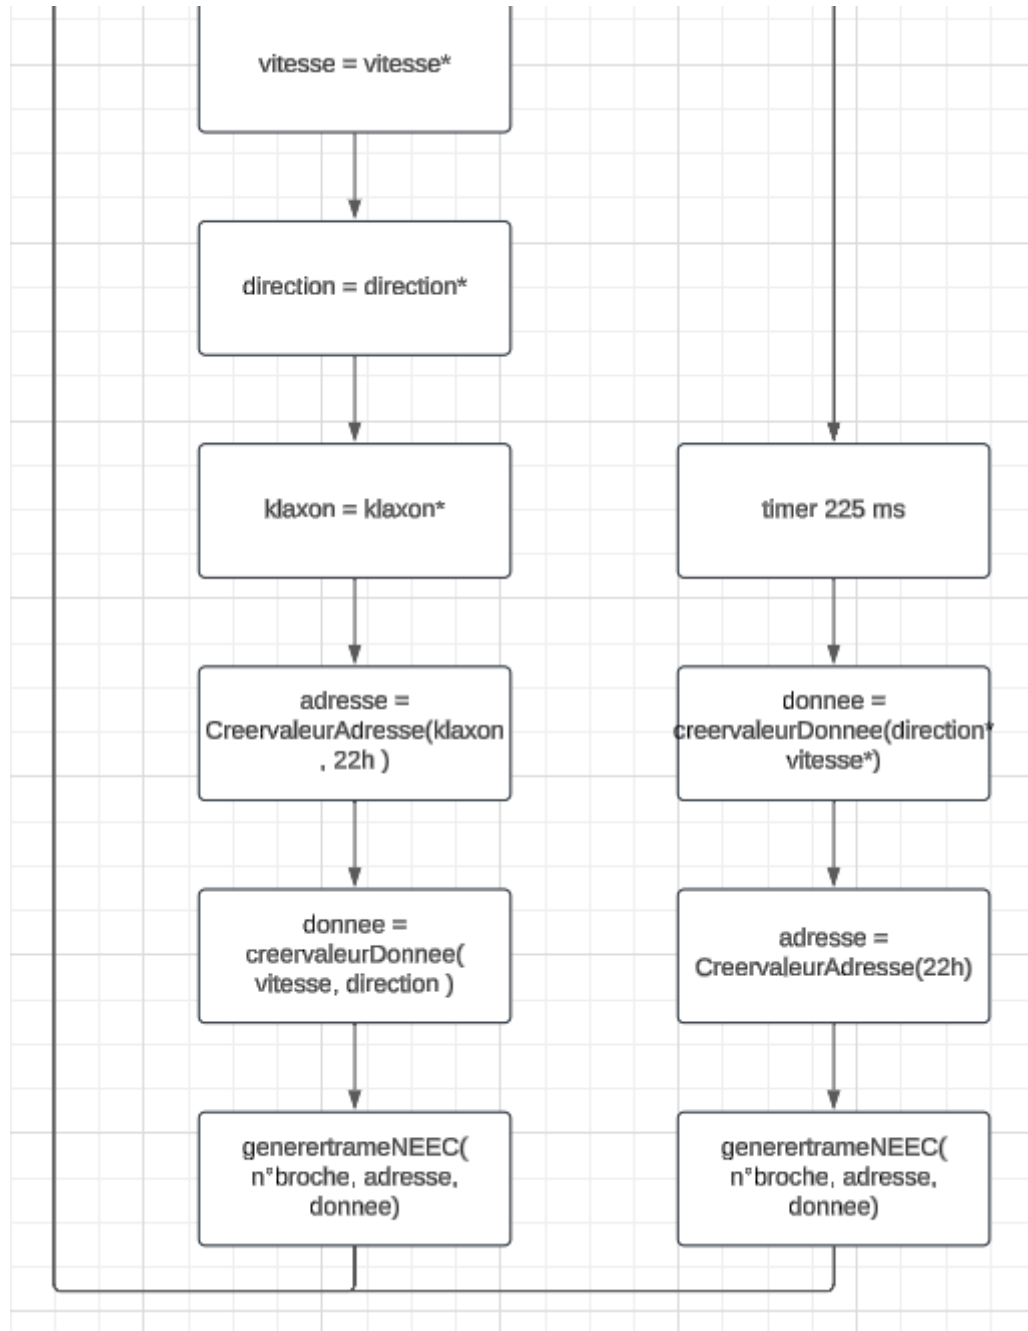 vitesse = vitesse*
direction = direction*
klaxon = klaxon*
adresse =
CreervaleurAdresse(klaxon
, 22h )
donnee =
creervaleurDonnee(
vitesse, direction )
generertrameNEEC(
n°broche, adresse,
donnee)
timer 225 ms
donnee =
creervaleurDonnee(direction*
vitesse*)
adresse =
CreervaleurAdresse(22h)
generertrameNEEC(
n°broche, adresse,
donnee)